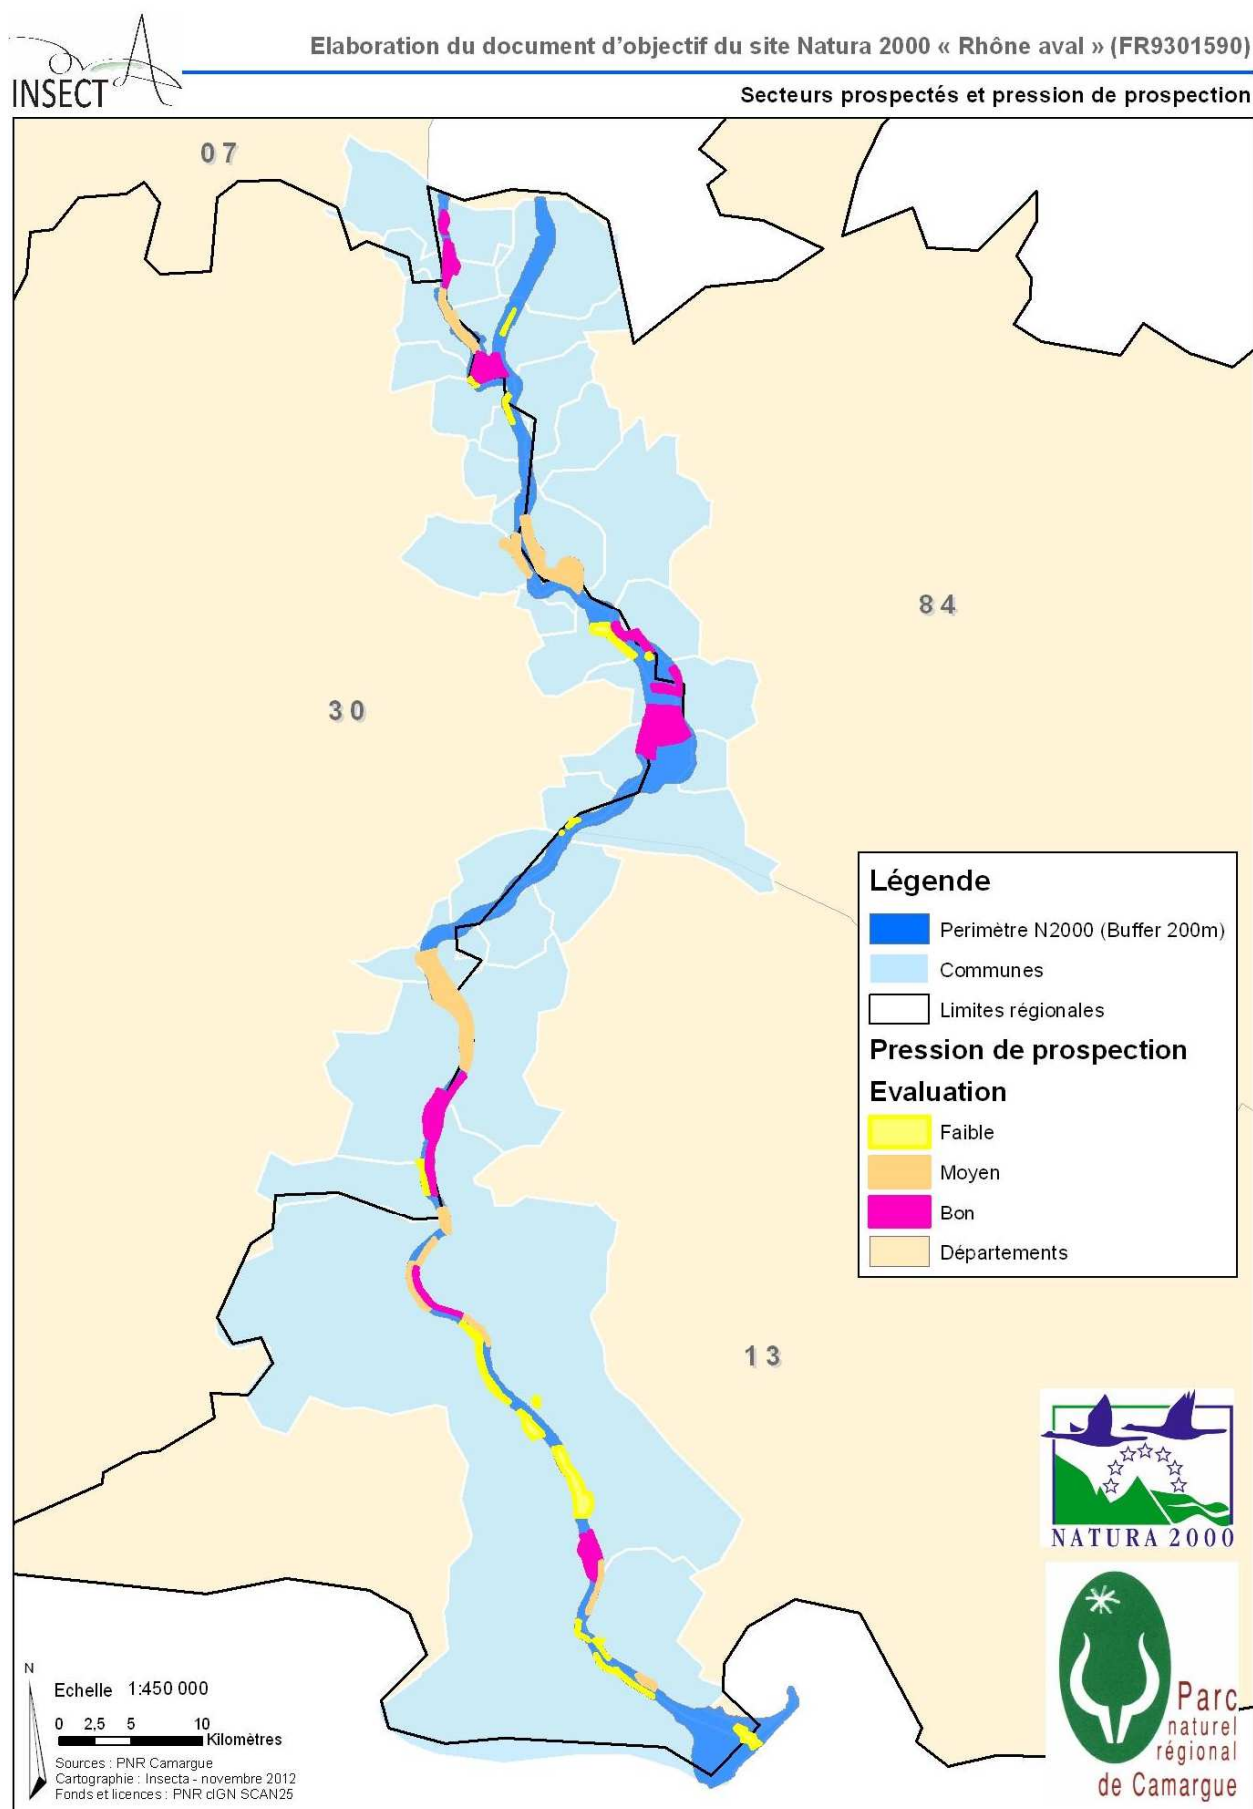 INSECTA
Elaboration du document d'objectif du site Natura 2000 « Rhône aval » (FR9301590)
Secteurs prospectés et pression de prospection
07
84
30
13
Légende
Perimètre N2000 (Buffer 200m)
Communes
Limites régionales
Pression de prospection
Evaluation
Faible
Moyen
Bon
Départements
NATURA 2000
Parc
naturel
régional
de Camargue
N
Echelle 1:450 000
0 2,5 5 10
Kilomètres
Sources : PNR Camargue
Cartographie : Insecta - novembre 2012
Fonds et licences : PNR cIGN SCAN25